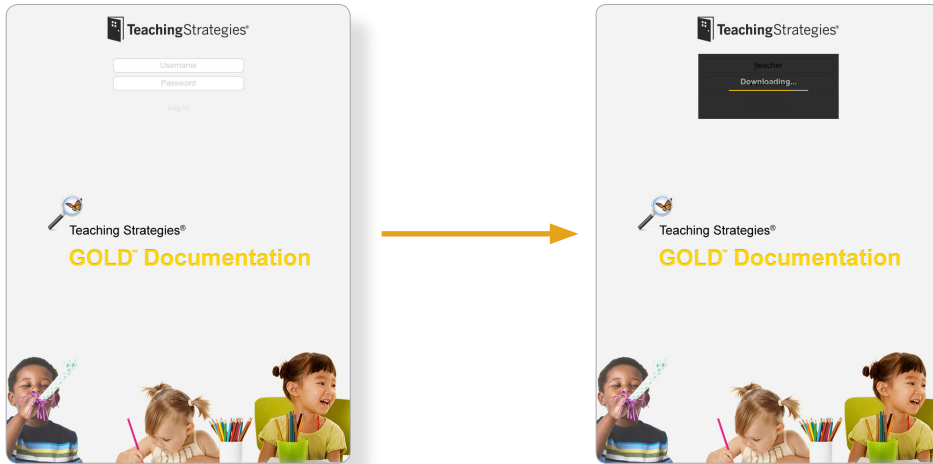 TeachingStrategies®
Username
Password
Log In
Teaching Strategies®
GOLD™ Documentation
TeachingStrategies®
jteacher
Downloading...
Teaching Strategies®
GOLD™ Documentation